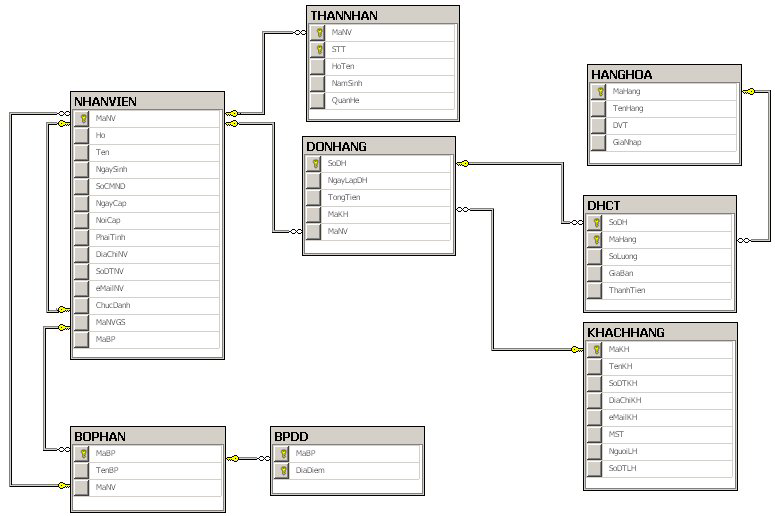 THANNHAN
MaNV
STT
HoTen
NamSinh
QuanHe
HANGHOA
MaHang
TenHang
DVT
GiaNhap
NHANVIEN
MaNV
Ho
Ten
NgaySinh
SoCMND
NgayCap
NoiCap
PhaiTinh
DiaChiNV
SoDTNV
eMailNV
ChucDanh
MaNVGS
MaBP
DONHANG
SoDH
NgayLapDH
TongTien
MaKH
MaNV
DHCT
SoDH
MaHang
SoLuong
GiaBan
ThanhTien
KHACHHANG
MaKH
TenKH
SoDTKH
DiaChiKH
eMailKH
MST
NguoiLH
SoDTLH
BOPHAN
MaBP
TenBP
MaNV
BPDD
MaBP
DiaDiem